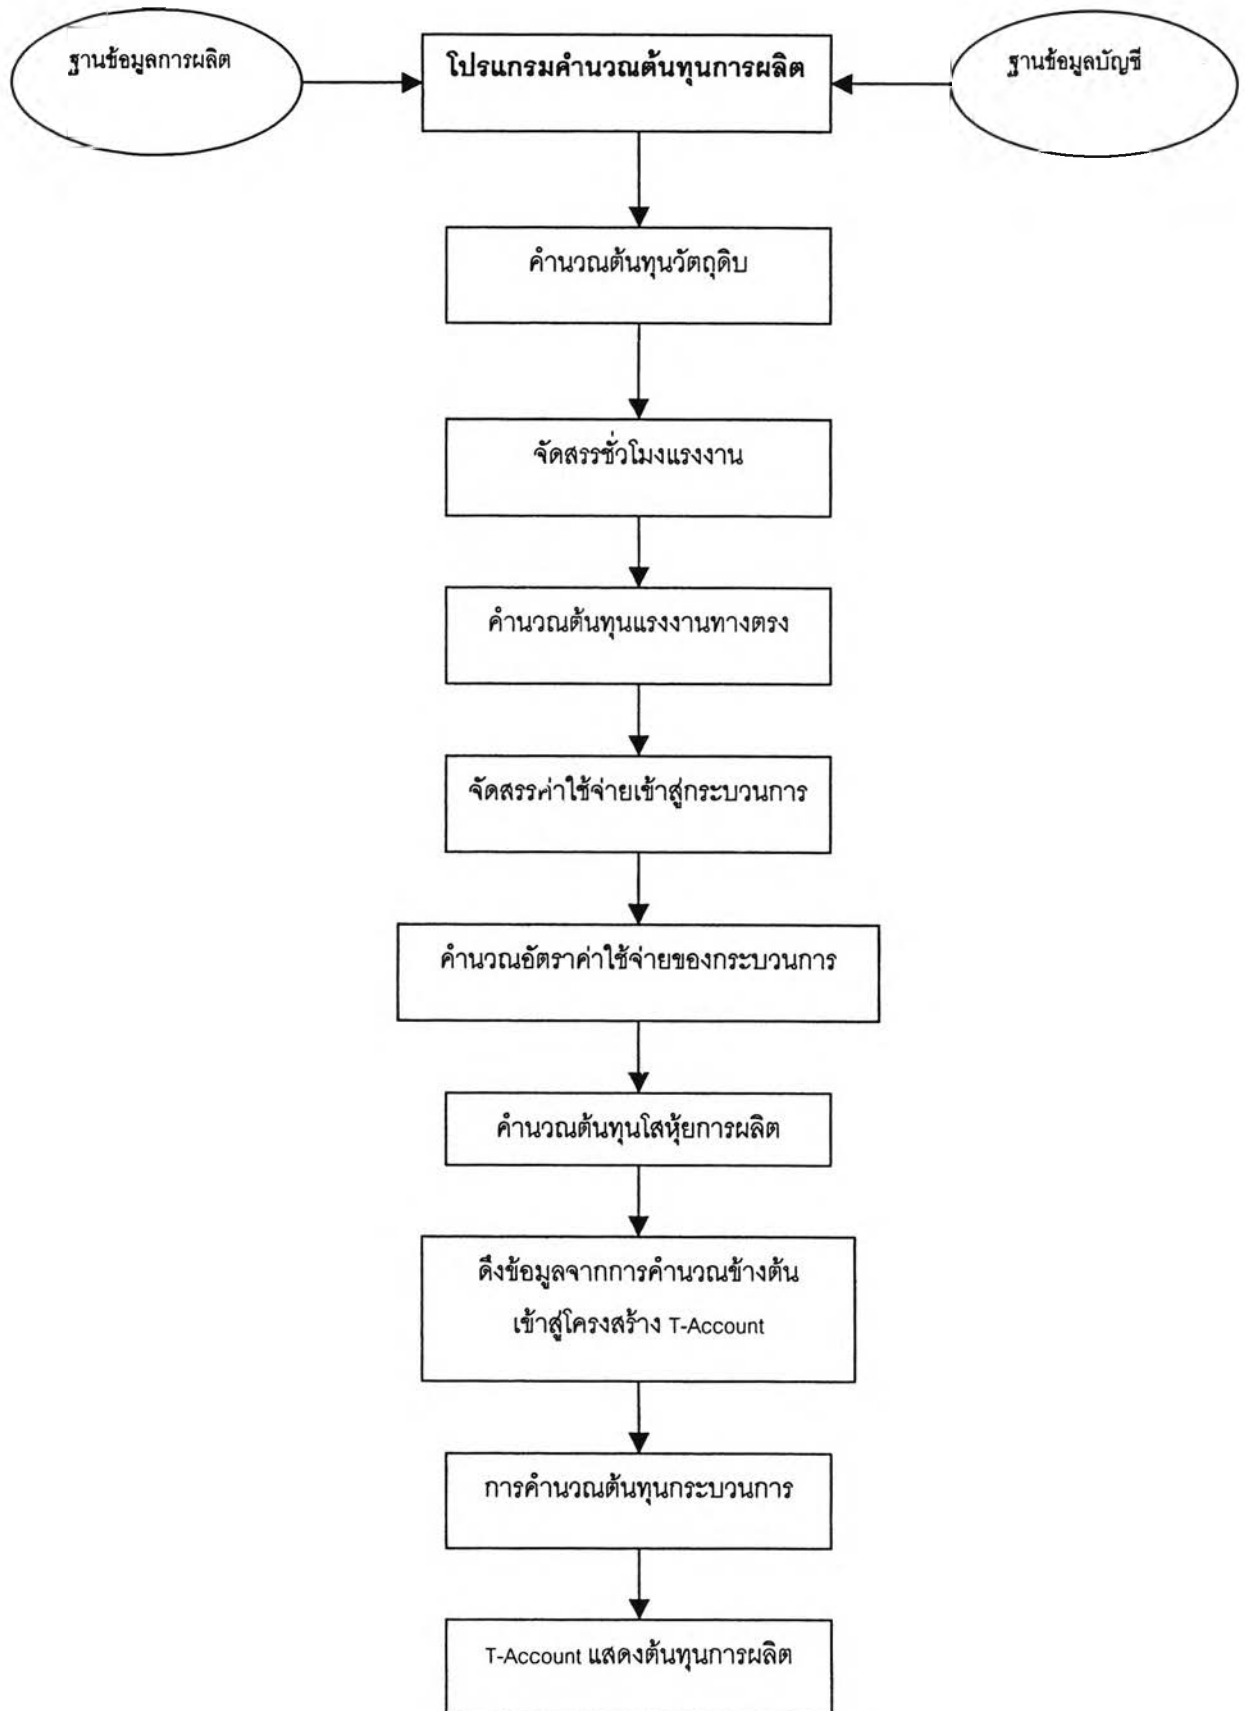 ฐานข้อมูลการผลิต
โปรแกรมคำนวณต้นทุนการผลิต
ฐานข้อมูลบัญชี
คำนวณต้นทุนวัตถุดิบ
จัดสรรชั่วโมงแรงงาน
คำนวณต้นทุนแรงงานทางตรง
จัดสรรค่าใช้จ่ายเข้าสู่กระบวนการ
คำนวณอัตราค่าใช้จ่ายของกระบวนการ
คำนวณต้นทุนโสหุ้ยการผลิต
ดึงข้อมูลจากการคำนวณข้างต้น
เข้าสู่โครงสร้าง T-Account
การคำนวณต้นทุนกระบวนการ
T-Account แสดงต้นทุนการผลิต